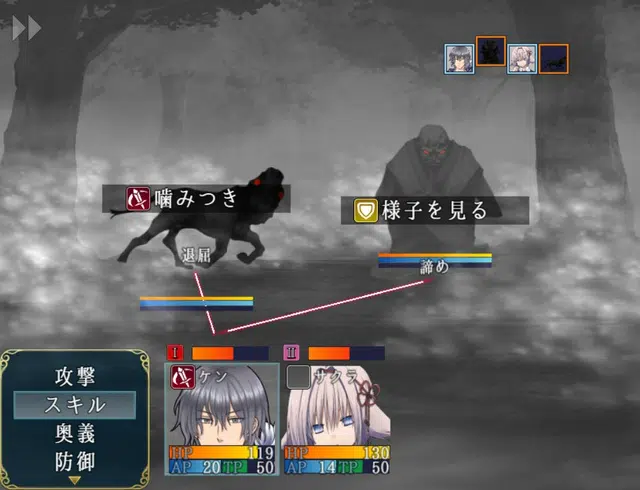 噛みつき
様子を見る
退屈
諦め
I
II
攻撃
スキル
奥義
防御
ケン
サクラ
HP 119
AP 20 TP 50
HP 130
AP 14 TP 50